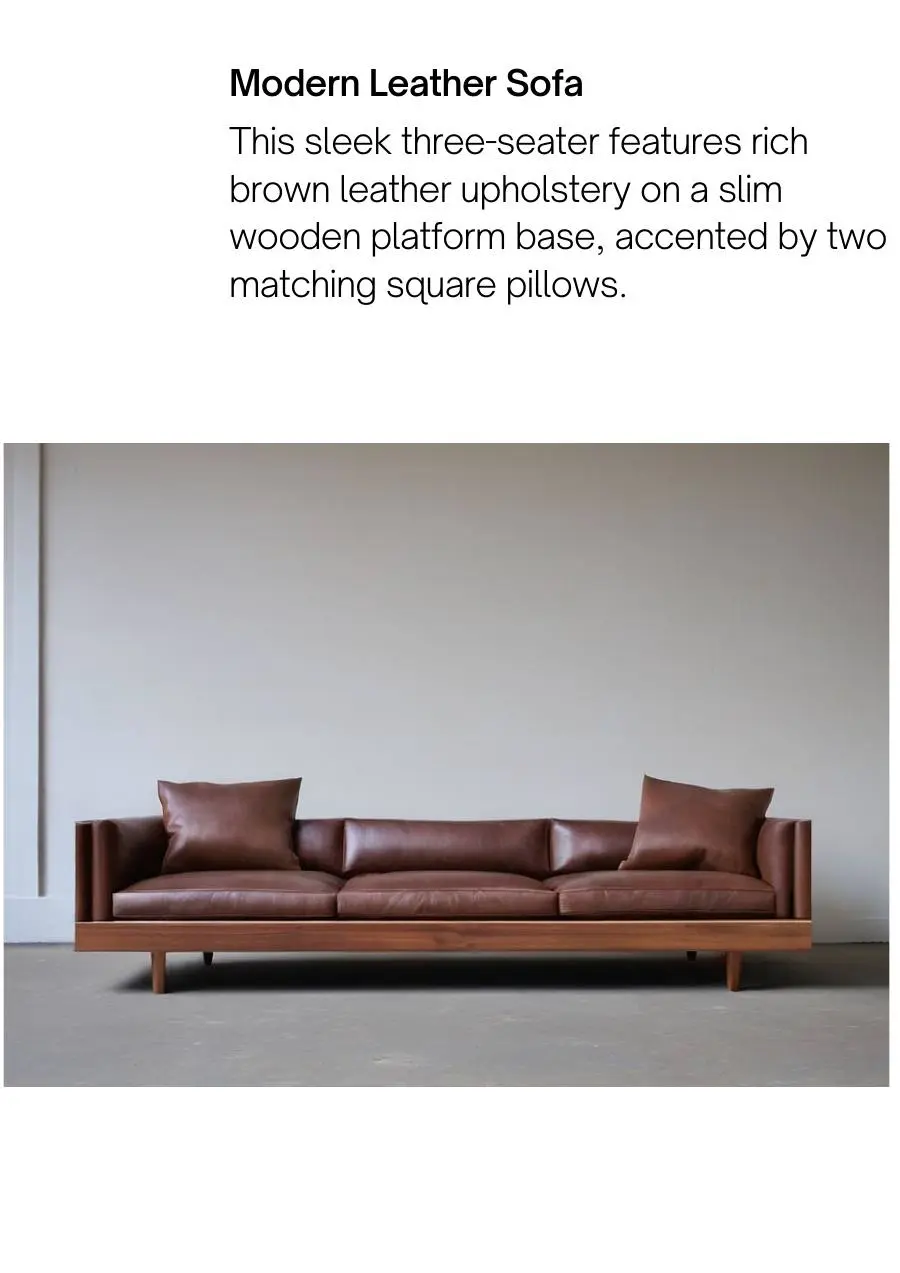 Modern Leather Sofa
This sleek three-seater features rich
brown leather upholstery on a slim
wooden platform base, accented by two
matching square pillows.